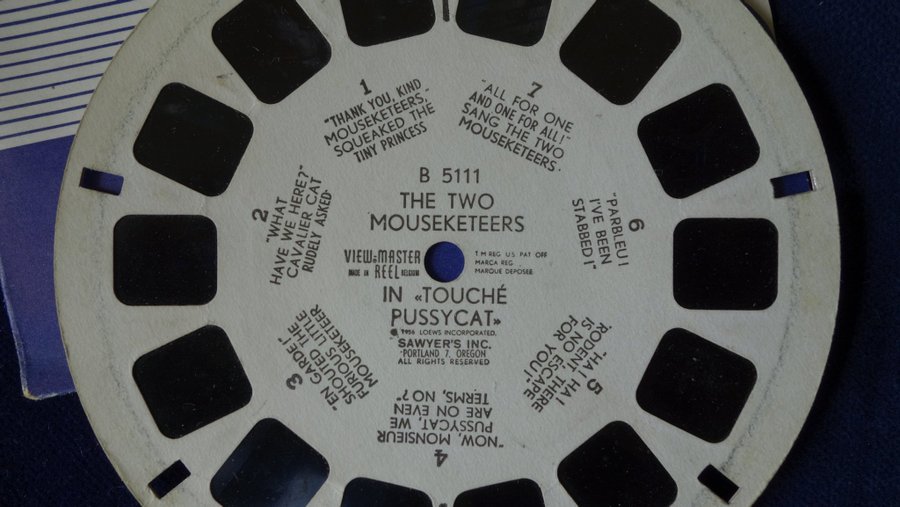 B 5111
THE TWO
MOUSEKETEERS
VIEW-MASTER
MADE IN REEL BELGIUM
T.M REG U.S PAT OFF
MARCA REG
MARQUE DEPOSEE
IN «TOUCHÉ
PUSSYCAT»
1956 LOEWS INCORPORATED.
SAWYER'S INC.
PORTLAND 7, OREGON
ALL RIGHTS RESERVED
1
"THANK YOU, KIND
MOUSEKETEERS,"
SQUEAKED THE
TINY PRINCESS
2
"WHAT
HAVE WE HERE?"
CAVALIER CAT
RUDELY ASKED
3
"EN
GARDE!"
SHOUTED THE
FURIOUS LITTLE
MOUSEKETEER
4
"NOW, MONSIEUR
PUSSYCAT, WE
ARE ON EVEN
TERMS, NO?"
5
"HA! HA!
RODENT! THERE
IS NO ESCAPE
FOR YOU!"
6
"PARBLEU!
I'VE BEEN
STABBED!"
7
"ALL FOR ONE
AND ONE FOR ALL!"
SANG THE TWO
MOUSEKETEERS